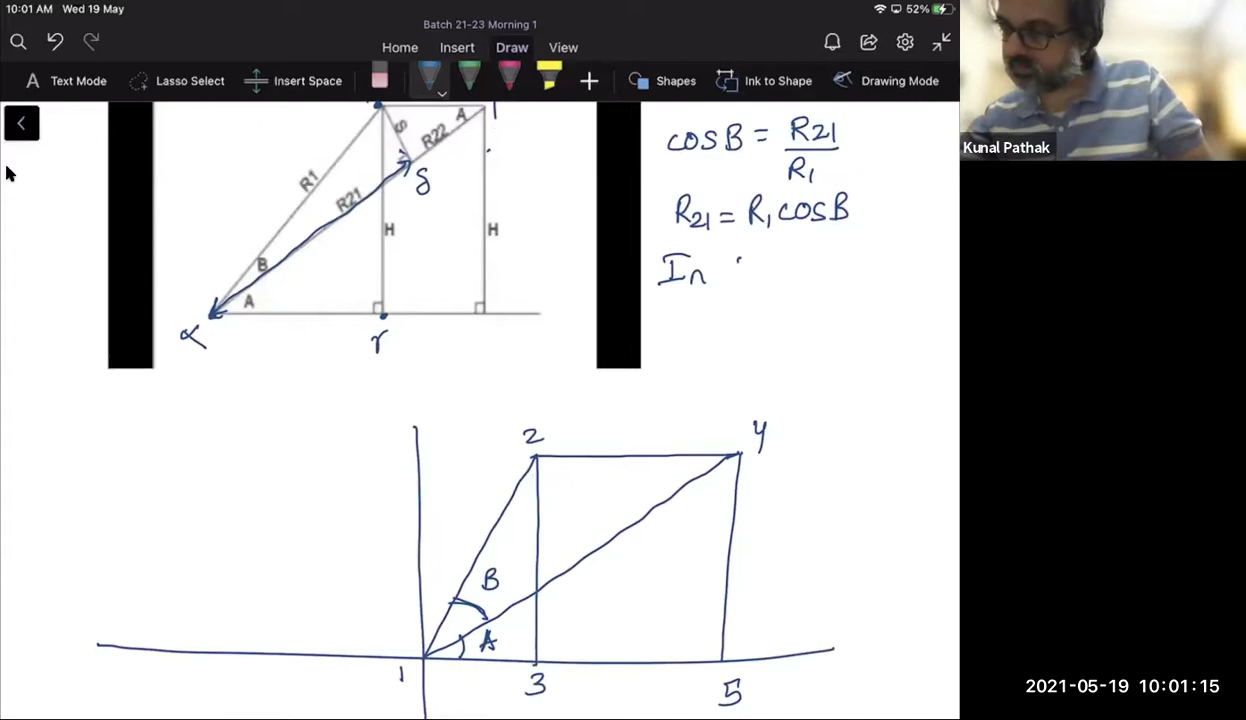 10:01 AM Wed 19 May
52%
Batch 21-23 Morning 1
Home Insert Draw View
A Text Mode Lasso Select Insert Space Shapes Ink to Shape Drawing Mode
Kunal Pathak
S
R22
A
R1
R21
δ
H
H
B
A
α
r
cosB = R21
R1
R21 = R1 cosB
In
2
4
B
A
1
3
5
2021-05-19 10:01:15